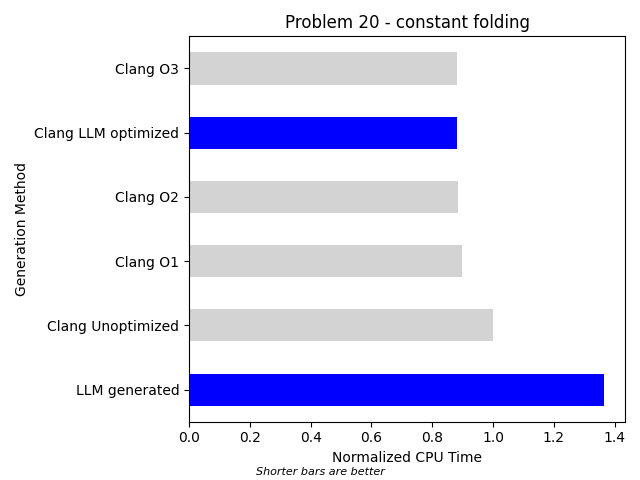 Problem 20 - constant folding
Clang O3
Clang LLM optimized
Clang O2
Clang O1
Clang Unoptimized
LLM generated
Generation Method
0.0 0.2 0.4 0.6 0.8 1.0 1.2 1.4
Normalized CPU Time
Shorter bars are better